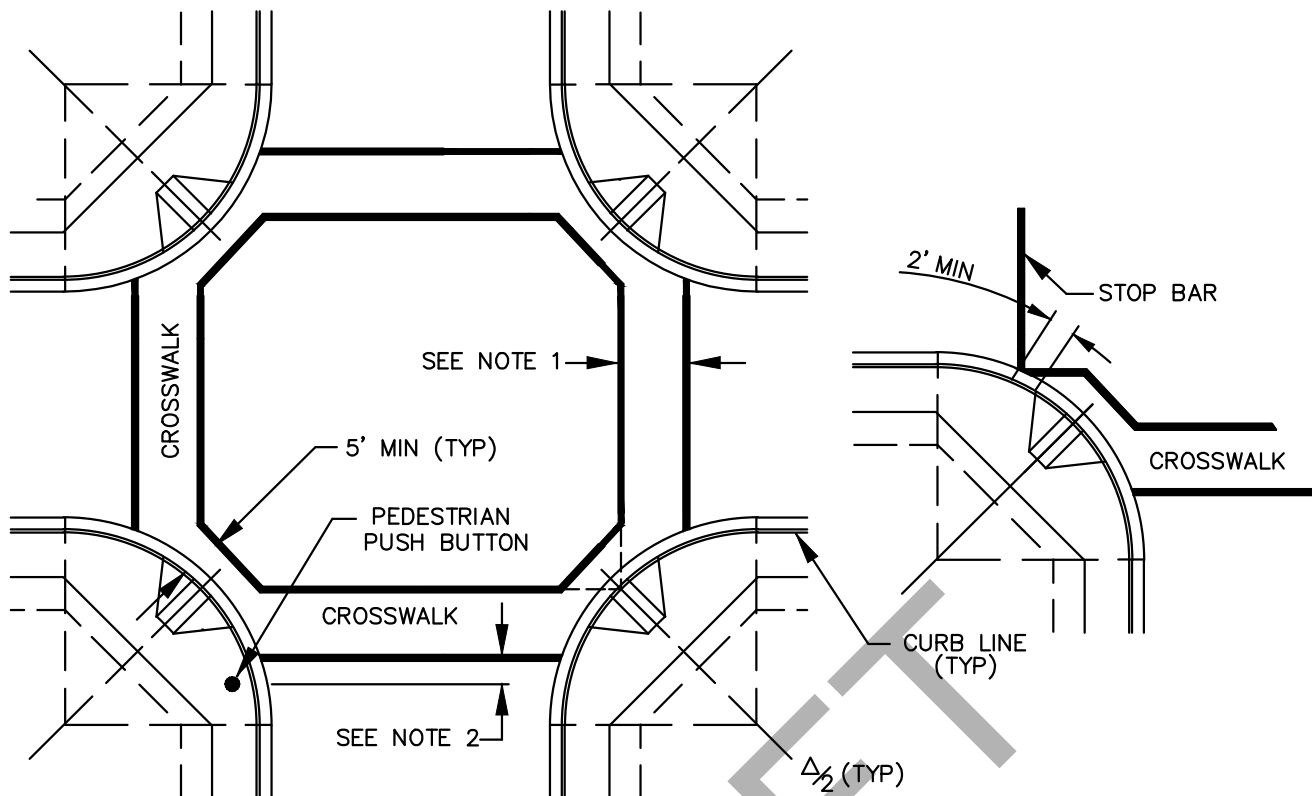 2' MIN
STOP BAR
SEE NOTE 1
CROSSWALK
5' MIN (TYP)
CROSSWALK
PEDESTRIAN
PUSH BUTTON
CROSSWALK
CURB LINE
(TYP)
SEE NOTE 2
Δ/2 (TYP)